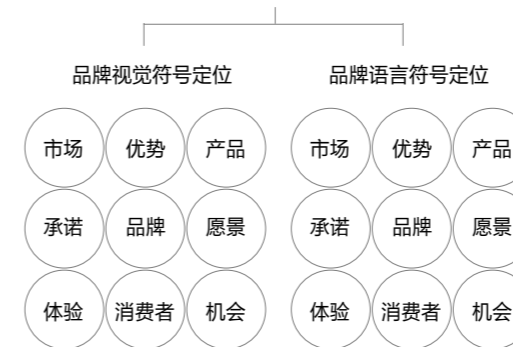 品牌视觉符号定位
品牌语言符号定位
市场 优势 产品
承诺 品牌 愿景
体验 消费者 机会
市场 优势 产品
承诺 品牌 愿景
体验 消费者 机会